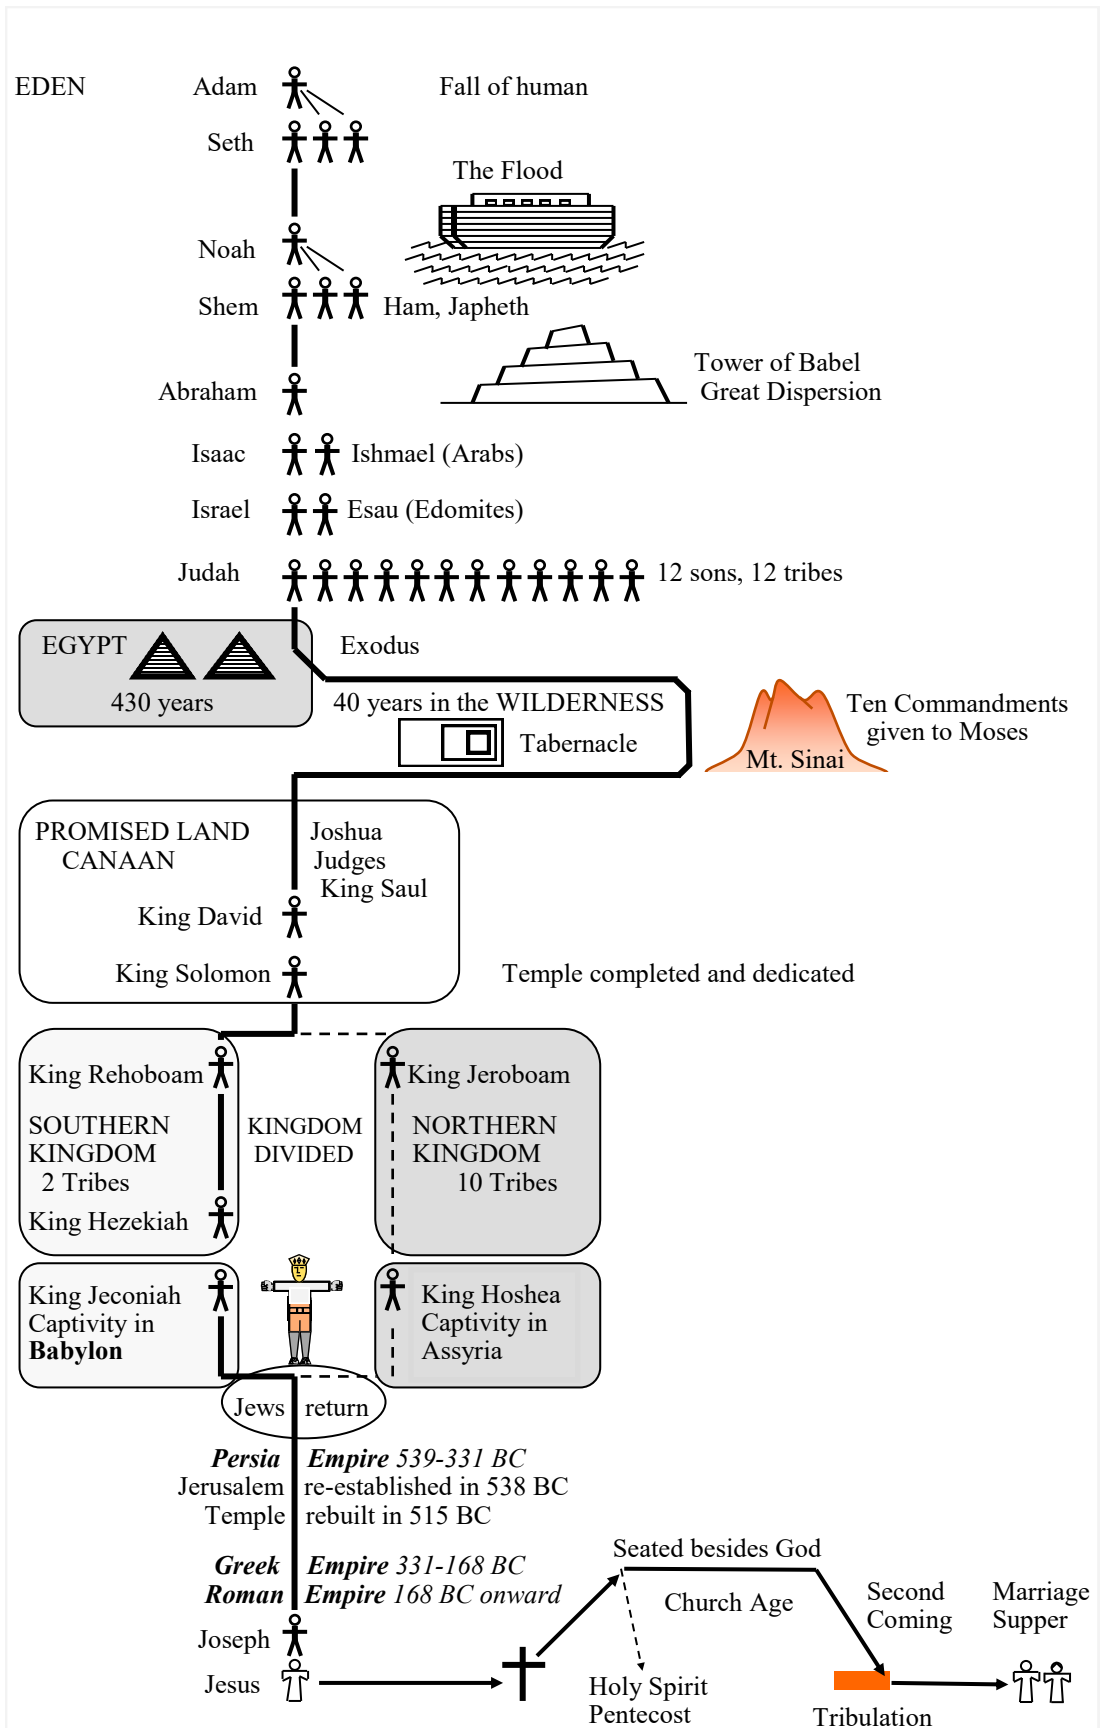 EDEN Adam Fall of human
Seth
The Flood
Noah
Shem Ham, Japheth
Tower of Babel
Great Dispersion
Abraham
Isaac Ishmael (Arabs)
Israel Esau (Edomites)
Judah 12 sons, 12 tribes
EGYPT Exodus
430 years 40 years in the WILDERNESS
Tabernacle
Ten Commandments
given to Moses
Mt. Sinai
PROMISED LAND Joshua
CANAAN Judges
King Saul
King David
King Solomon Temple completed and dedicated
King Rehoboam King Jeroboam
SOUTHERN KINGDOM NORTHERN
KINGDOM DIVIDED KINGDOM
2 Tribes 10 Tribes
King Hezekiah
King Jeconiah King Hoshea
Captivity in Captivity in
Babylon Assyria
Jews return
Persia Empire 539-331 BC
Jerusalem re-established in 538 BC
Temple rebuilt in 515 BC
Greek Empire 331-168 BC
Roman Empire 168 BC onward
Seated besides God
Church Age
Second
Coming
Marriage
Supper
Joseph
Jesus
Holy Spirit
Pentecost
Tribulation